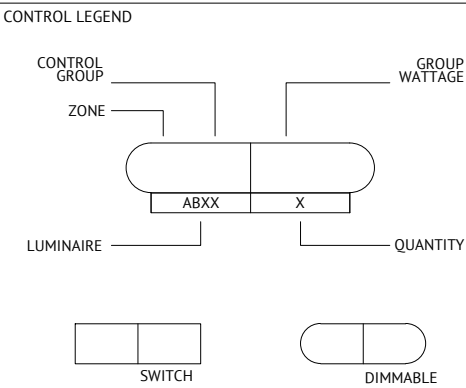 CONTROL LEGEND
CONTROL
GROUP
GROUP
WATTAGE
ZONE
ABXX
X
LUMINAIRE
QUANTITY
SWITCH
DIMMABLE